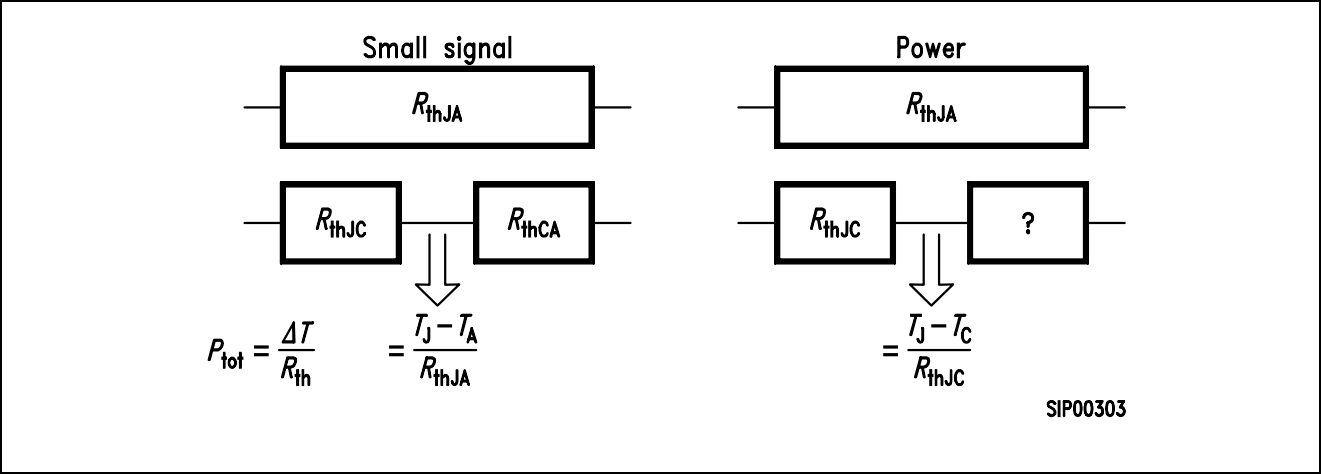 Small signal Power
RthJA RthJA
RthJC RthCA RthJC ?
Ptot = ΔT / Rth = TJ – TA / RthJA = TJ – TC / RthJC
SIP00303